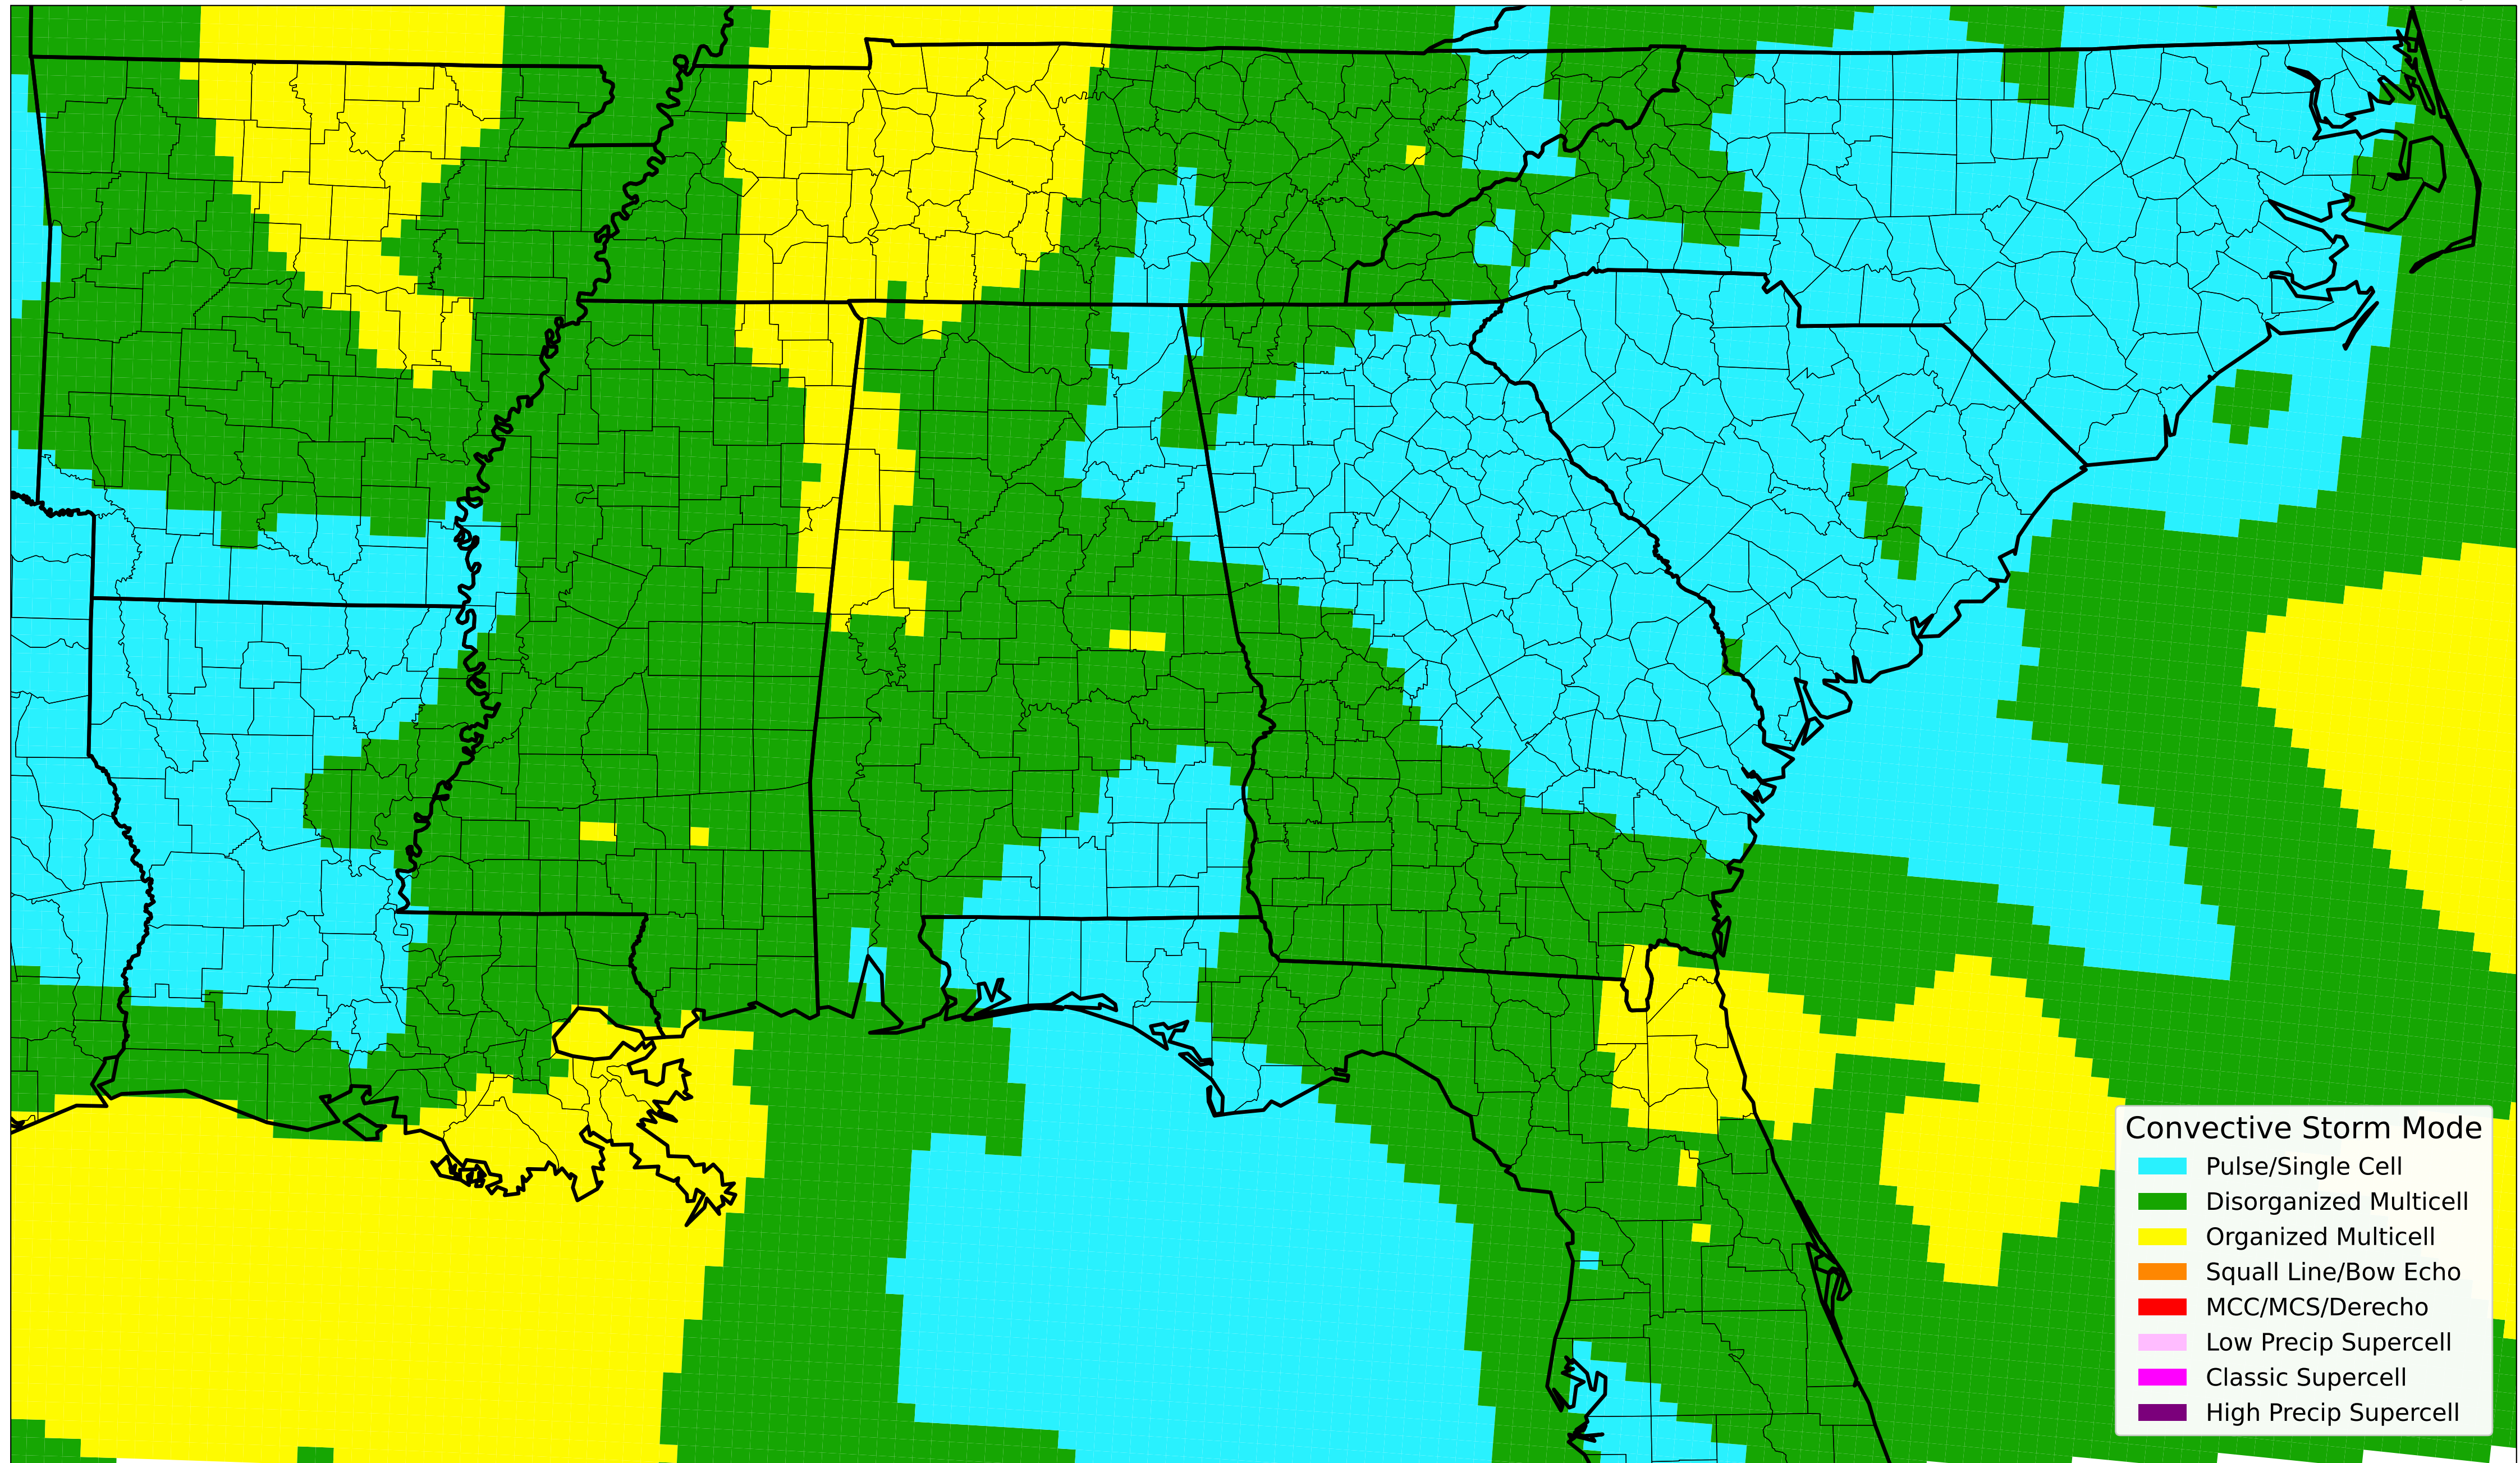 Convective Storm Mode
Pulse/Single Cell
Disorganized Multicell
Organized Multicell
Squall Line/Bow Echo
MCC/MCS/Derecho
Low Precip Supercell
Classic Supercell
High Precip Supercell